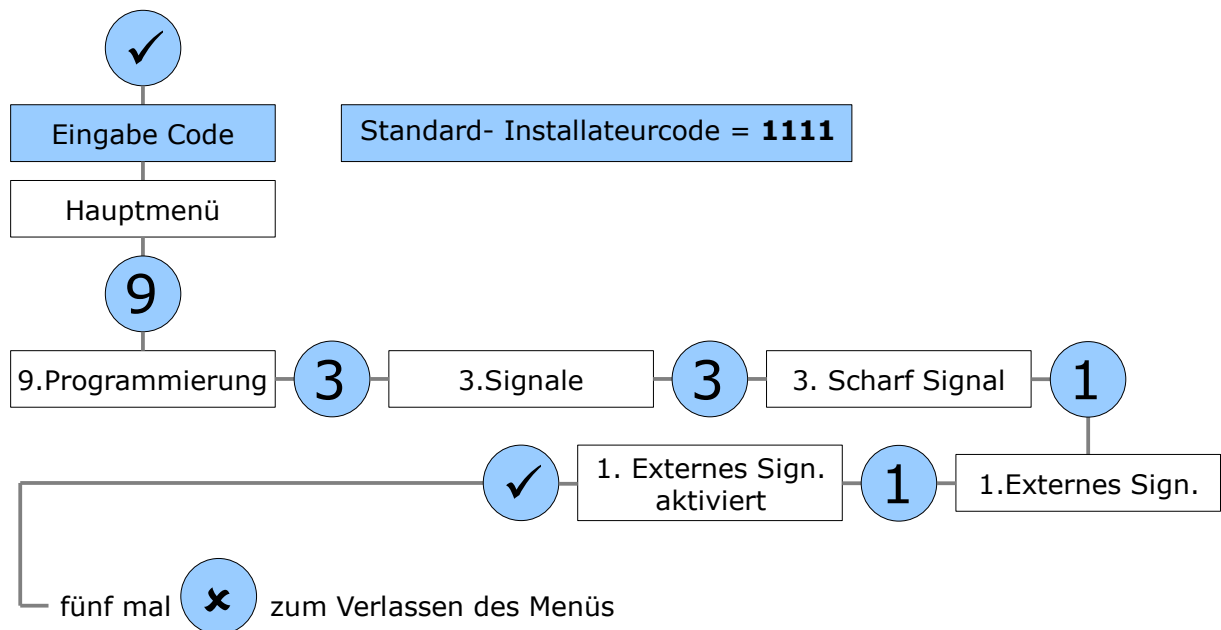 ✓
Eingabe Code
Standard- Installateurcode = 1111
Hauptmenü
9
9.Programmierung
3
3.Signale
3
3. Scharf Signal
1
1.Externes Sign.
1
1. Externes Sign.
aktiviert
✓
fünf mal ✘ zum Verlassen des Menüs